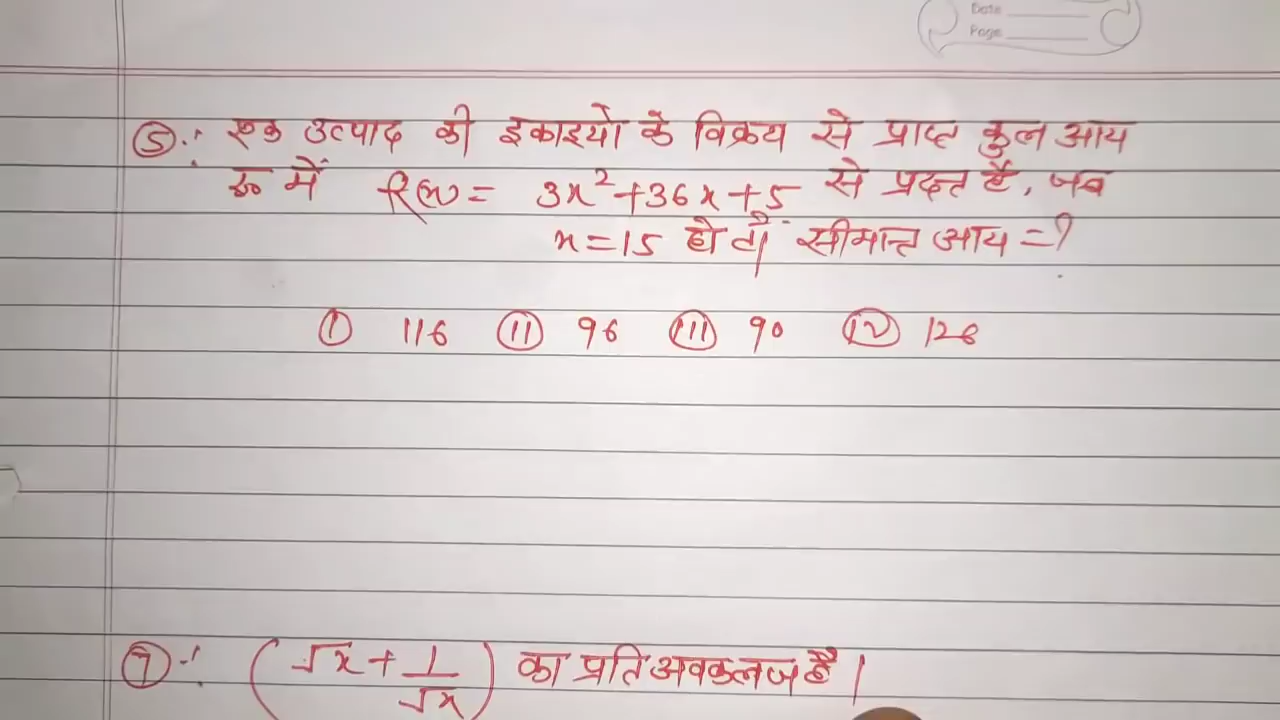 Date
Page
⑤ः एक उत्पाद की इकाइयों के विक्रय से प्राप्त कुल आय
रू में R(x) = 3x²+36x+5 से प्रदत्त है, जब
x=15 हो तो, सीमान्त आय =?
Ⓘ 116 ⓘⓘ 96 ⓘⓘⓘ 90 ⓘⓥ 126
⑦ः (√x + 1/√x) का प्रति अवकलज है।